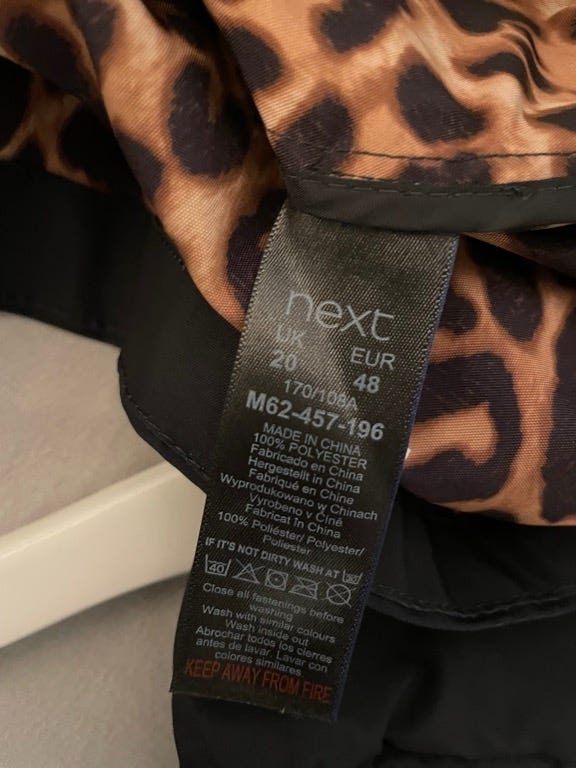 next
UK EUR
20 48
170/108A
M62-457-196
MADE IN CHINA
100% POLYESTER
Fabricado en China
Hergestellt in China
Fabriqué en Chine
Wyprodukowano w Chinach
Vyrobeno v Číně
Fabricat în China
100% Poliéster/ Polyester/
Poliester
IF IT'S NOT DIRTY WASH AT 30
40
Close all fastenings before
washing
Wash with similar colours
Wash inside out
Abrochar todos los cierres
antes de lavar. Lavar con
colores similares
KEEP AWAY FROM FIRE